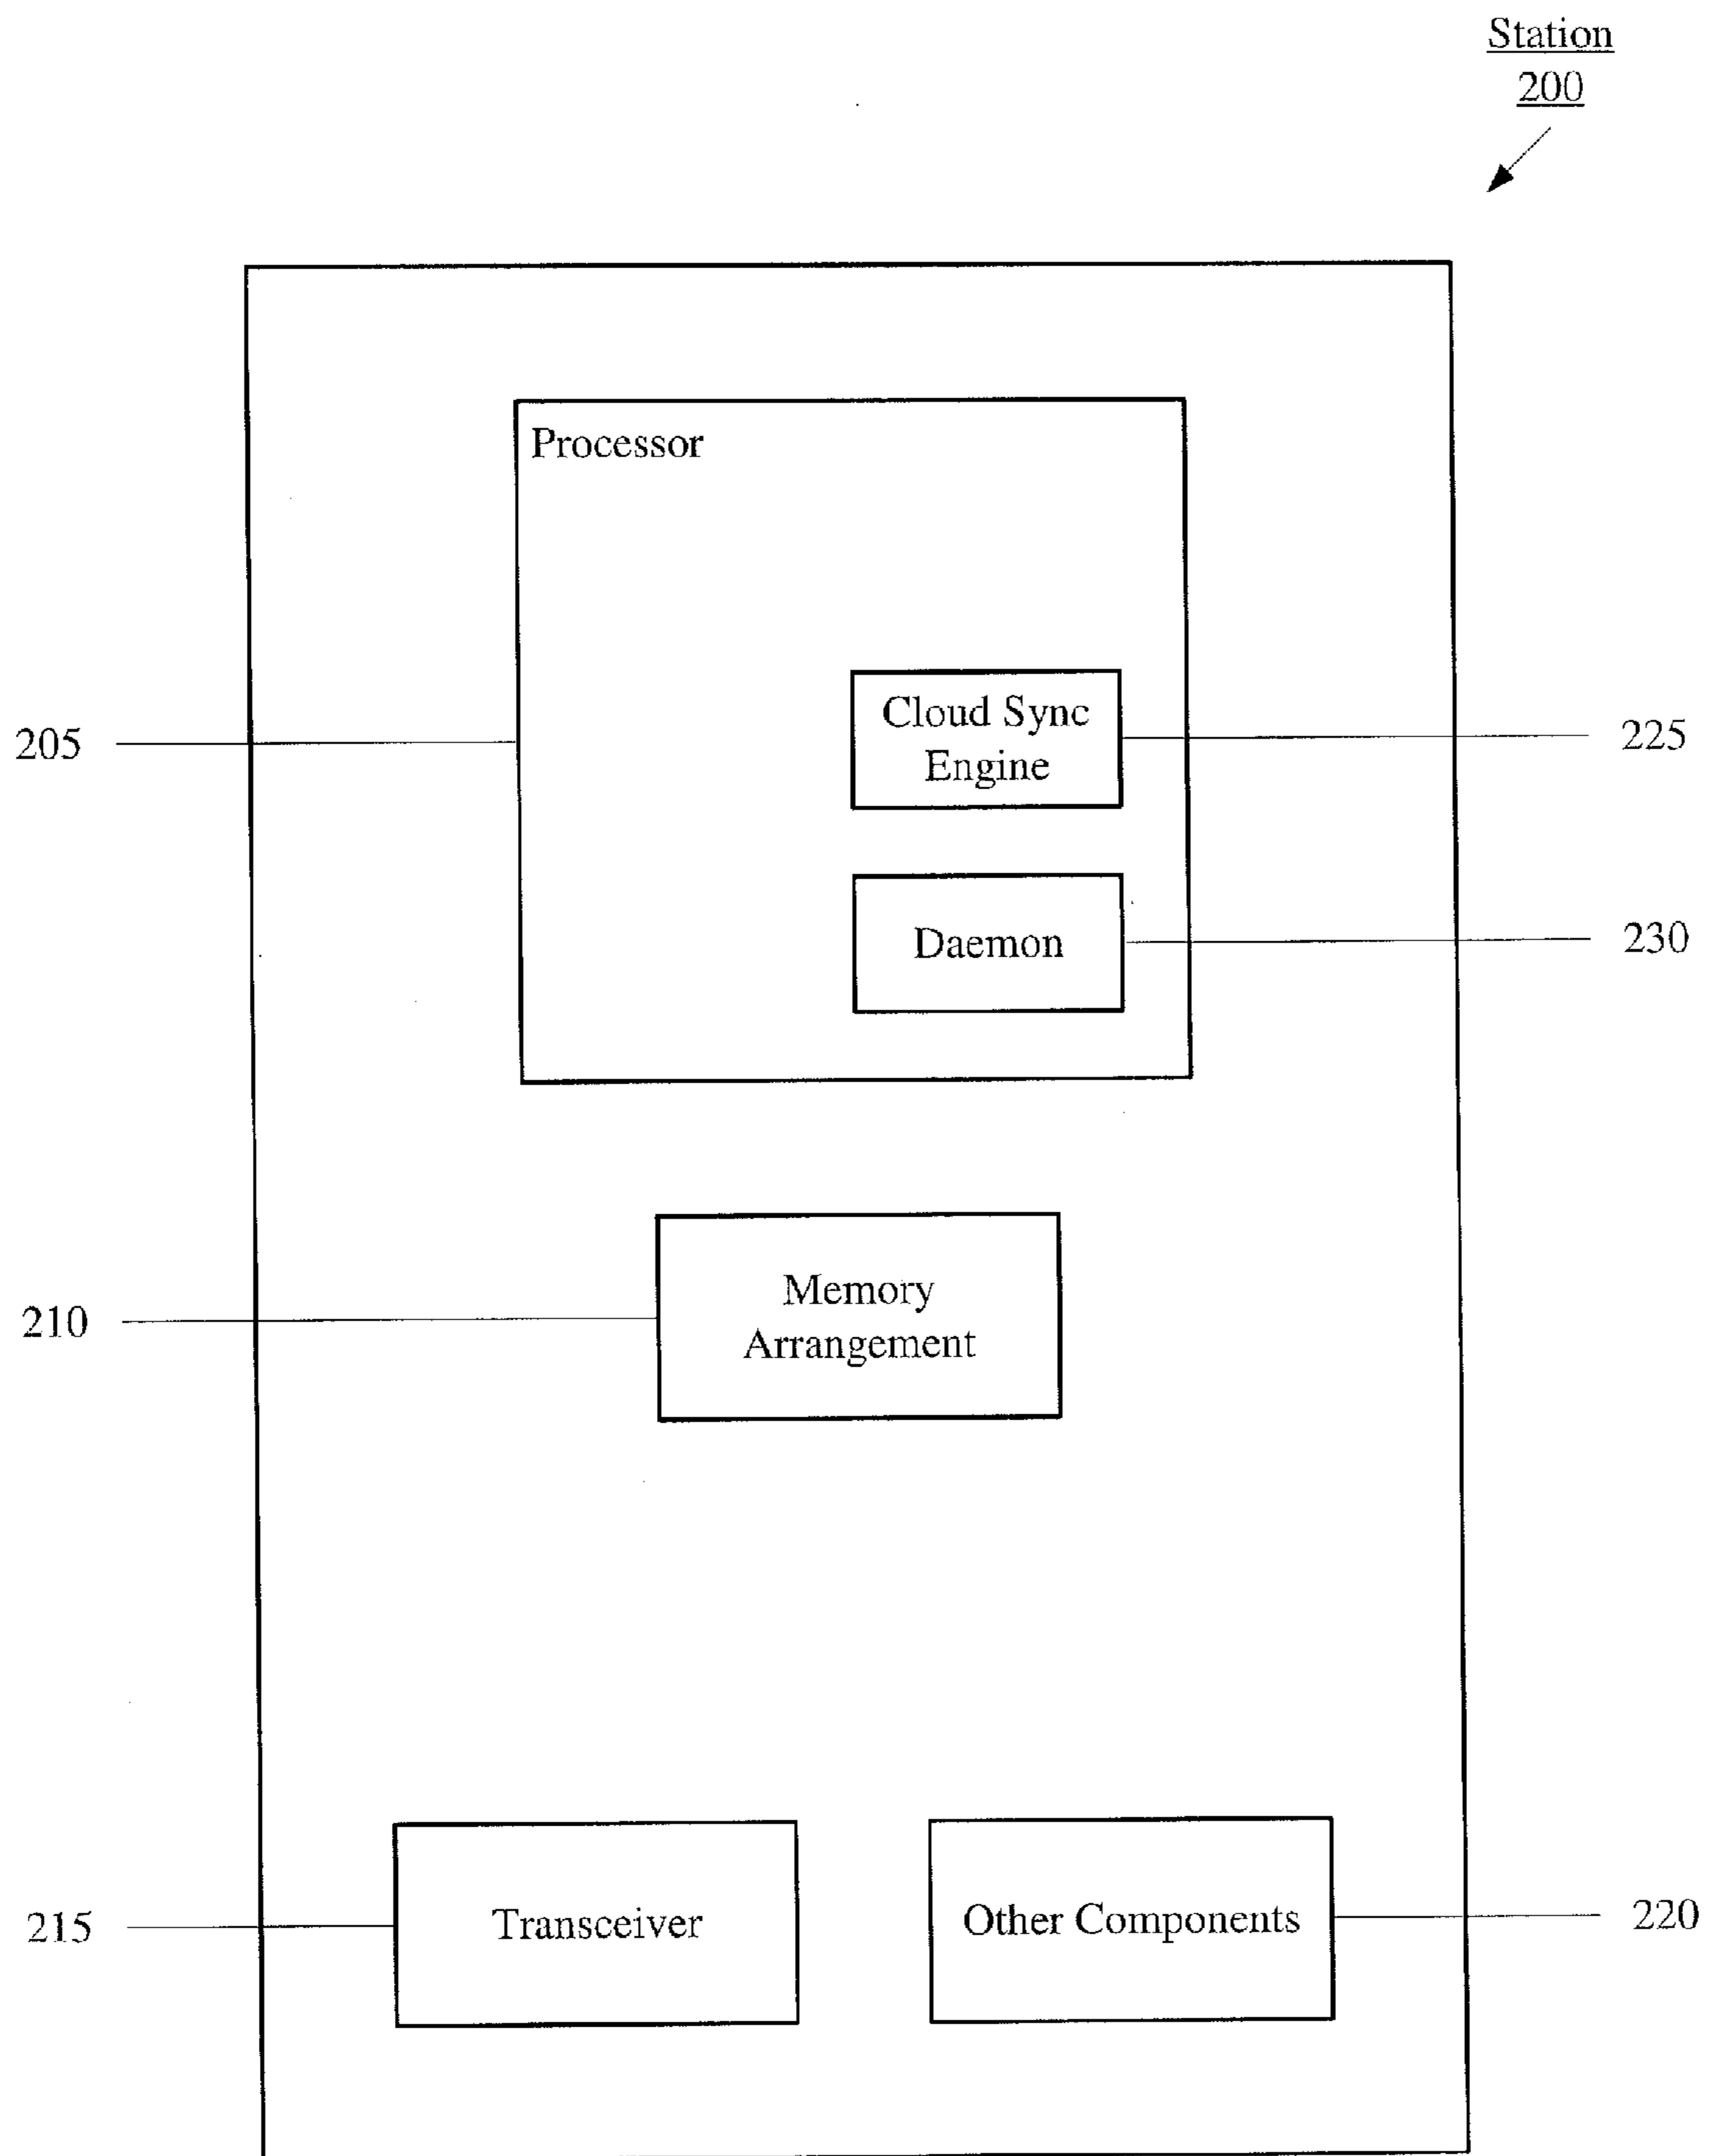 Station
200
Processor
Cloud Sync
Engine
205
225
Daemon
230
Memory
Arrangement
210
Transceiver
215
Other Components
220